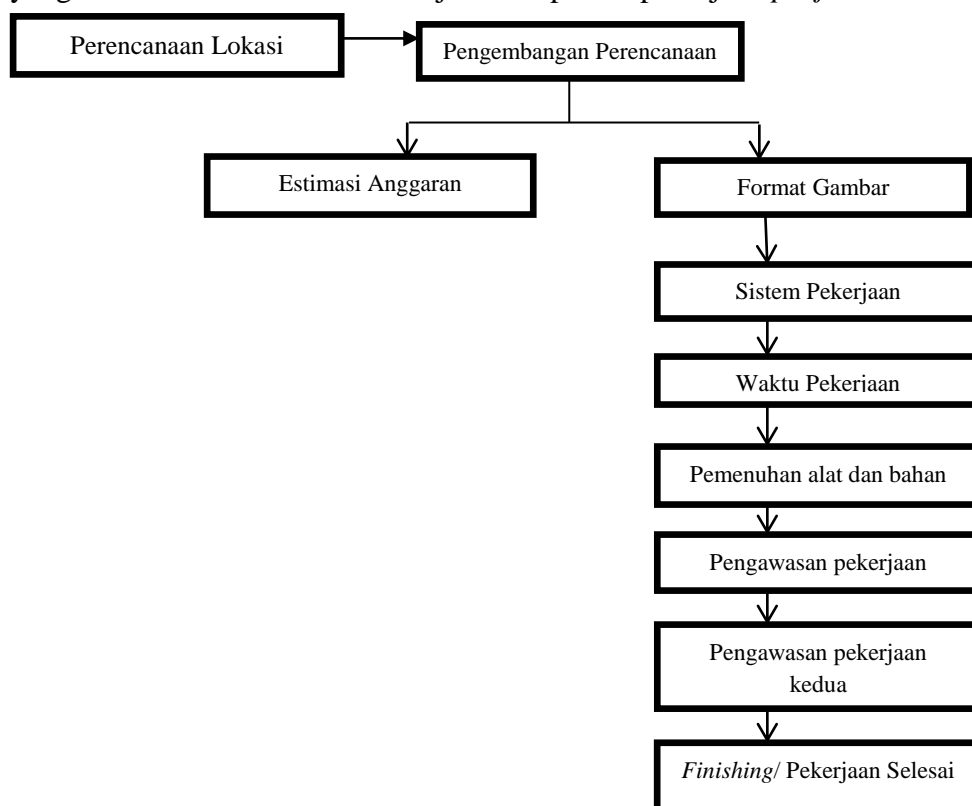 Perencanaan Lokasi
Pengembangan Perencanaan
Estimasi Anggaran
Format Gambar
Sistem Pekerjaan
Waktu Pekerjaan
Pemenuhan alat dan bahan
Pengawasan pekerjaan
Pengawasan pekerjaan
kedua
Finishing/ Pekerjaan Selesai